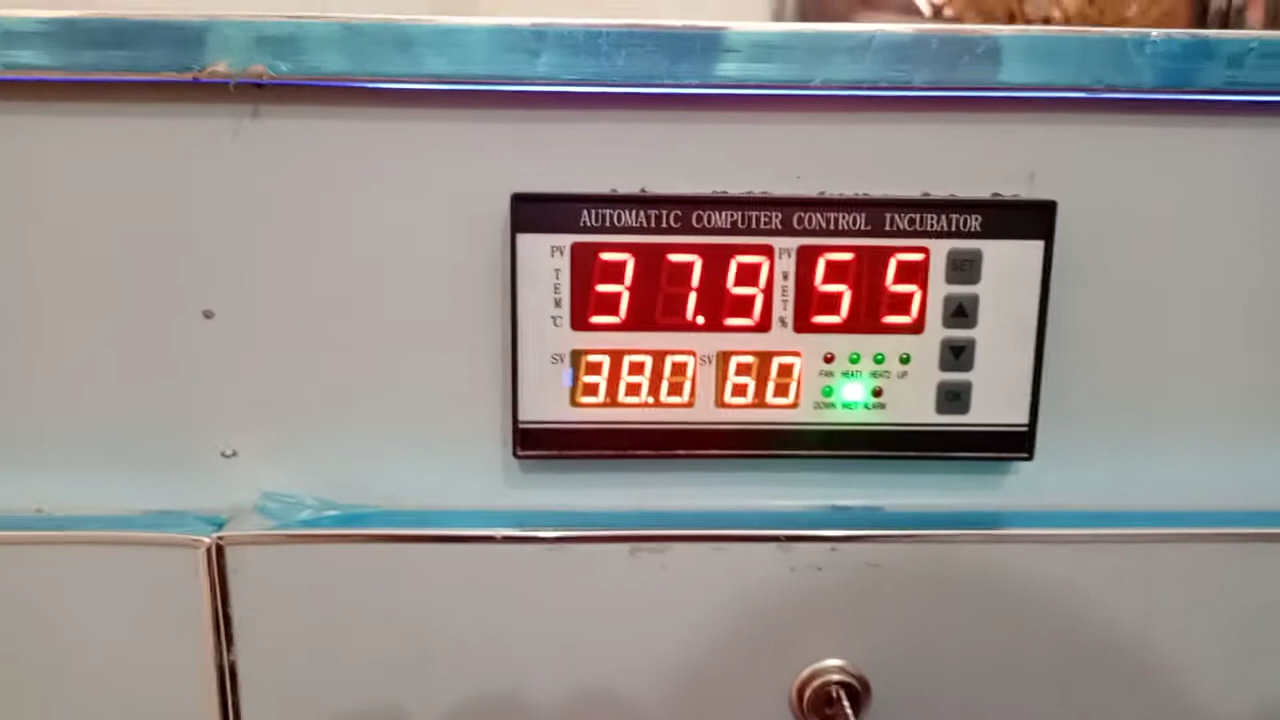 AUTOMATIC COMPUTER CONTROL INCUBATOR
PV TEM °C 37.9 PV WET % 55 SET
SV 38.0 SV 60
FAN HEAT1 HEAT2 UP
DOWN WET ALARM OK